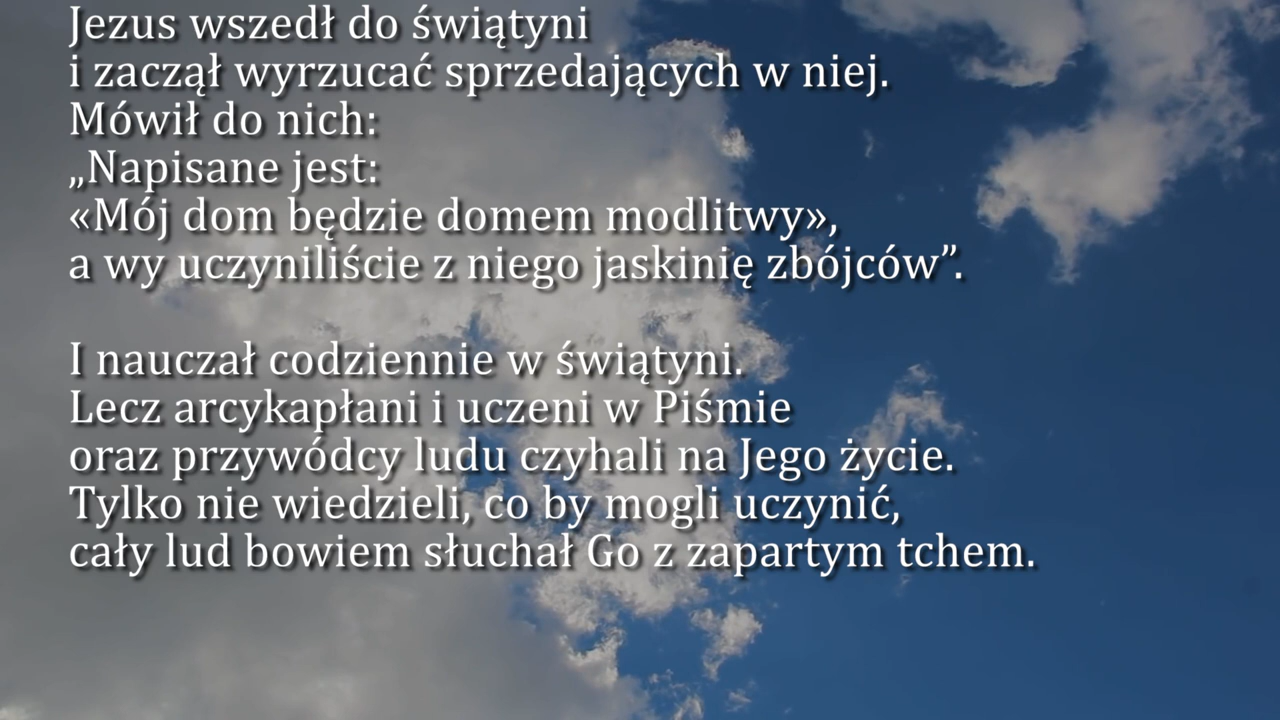 Jezus wszedł do świątyni
i zaczął wyrzucać sprzedających w niej.
Mówił do nich:
„Napisane jest:
«Mój dom będzie domem modlitwy»,
a wy uczyniliście z niego jaskinię zbójców”.
I nauczał codziennie w świątyni.
Lecz arcykapłani i uczeni w Piśmie
oraz przywódcy ludu czyhali na Jego życie.
Tylko nie wiedzieli, co by mogli uczynić,
cały lud bowiem słuchał Go z zapartym tchem.